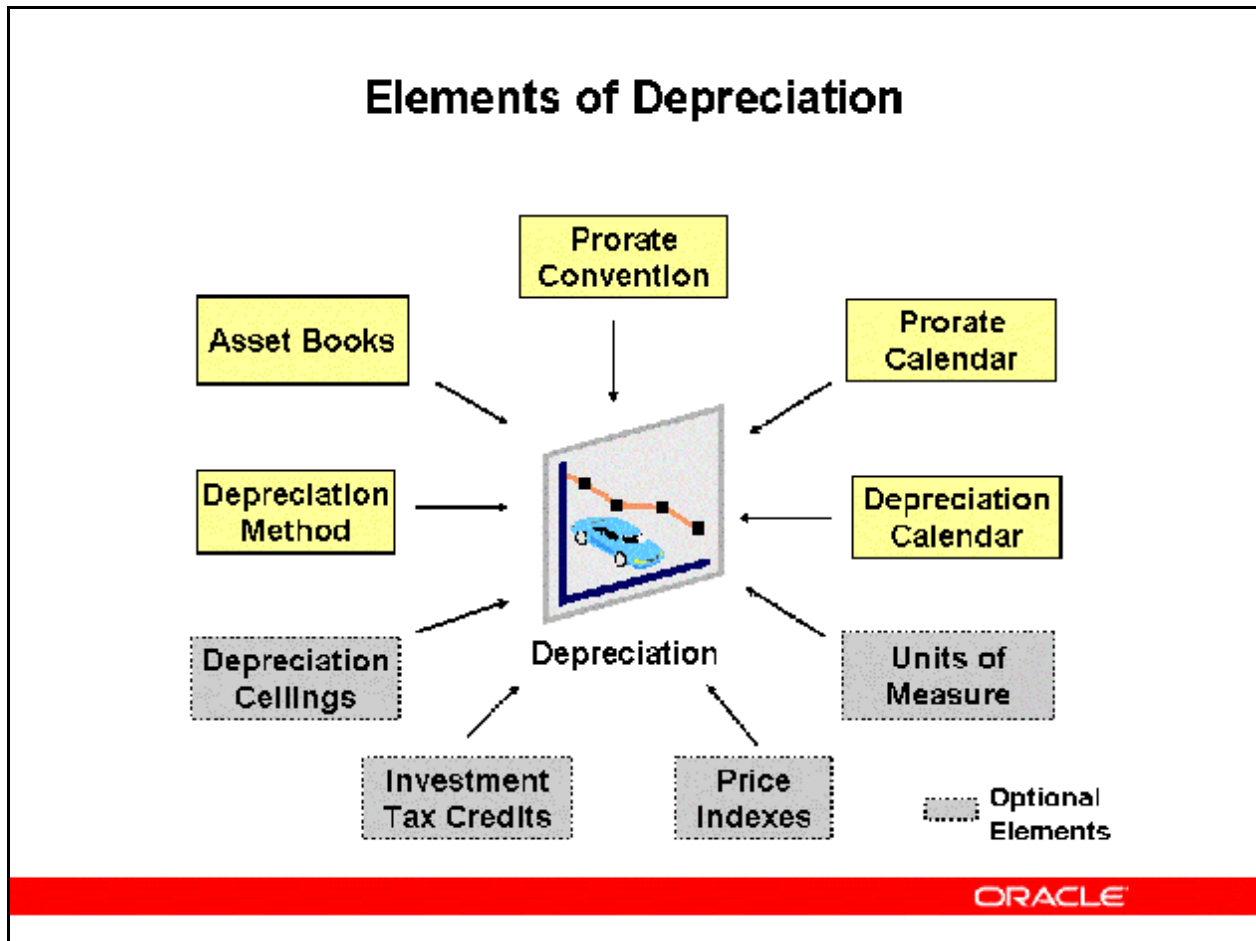 Elements of Depreciation
Prorate
Convention
Asset Books
Prorate
Calendar
Depreciation
Method
Depreciation
Calendar
Depreciation
Ceilings
Depreciation
Units of
Measure
Investment
Tax Credits
Price
Indexes
Optional
Elements
ORACLE